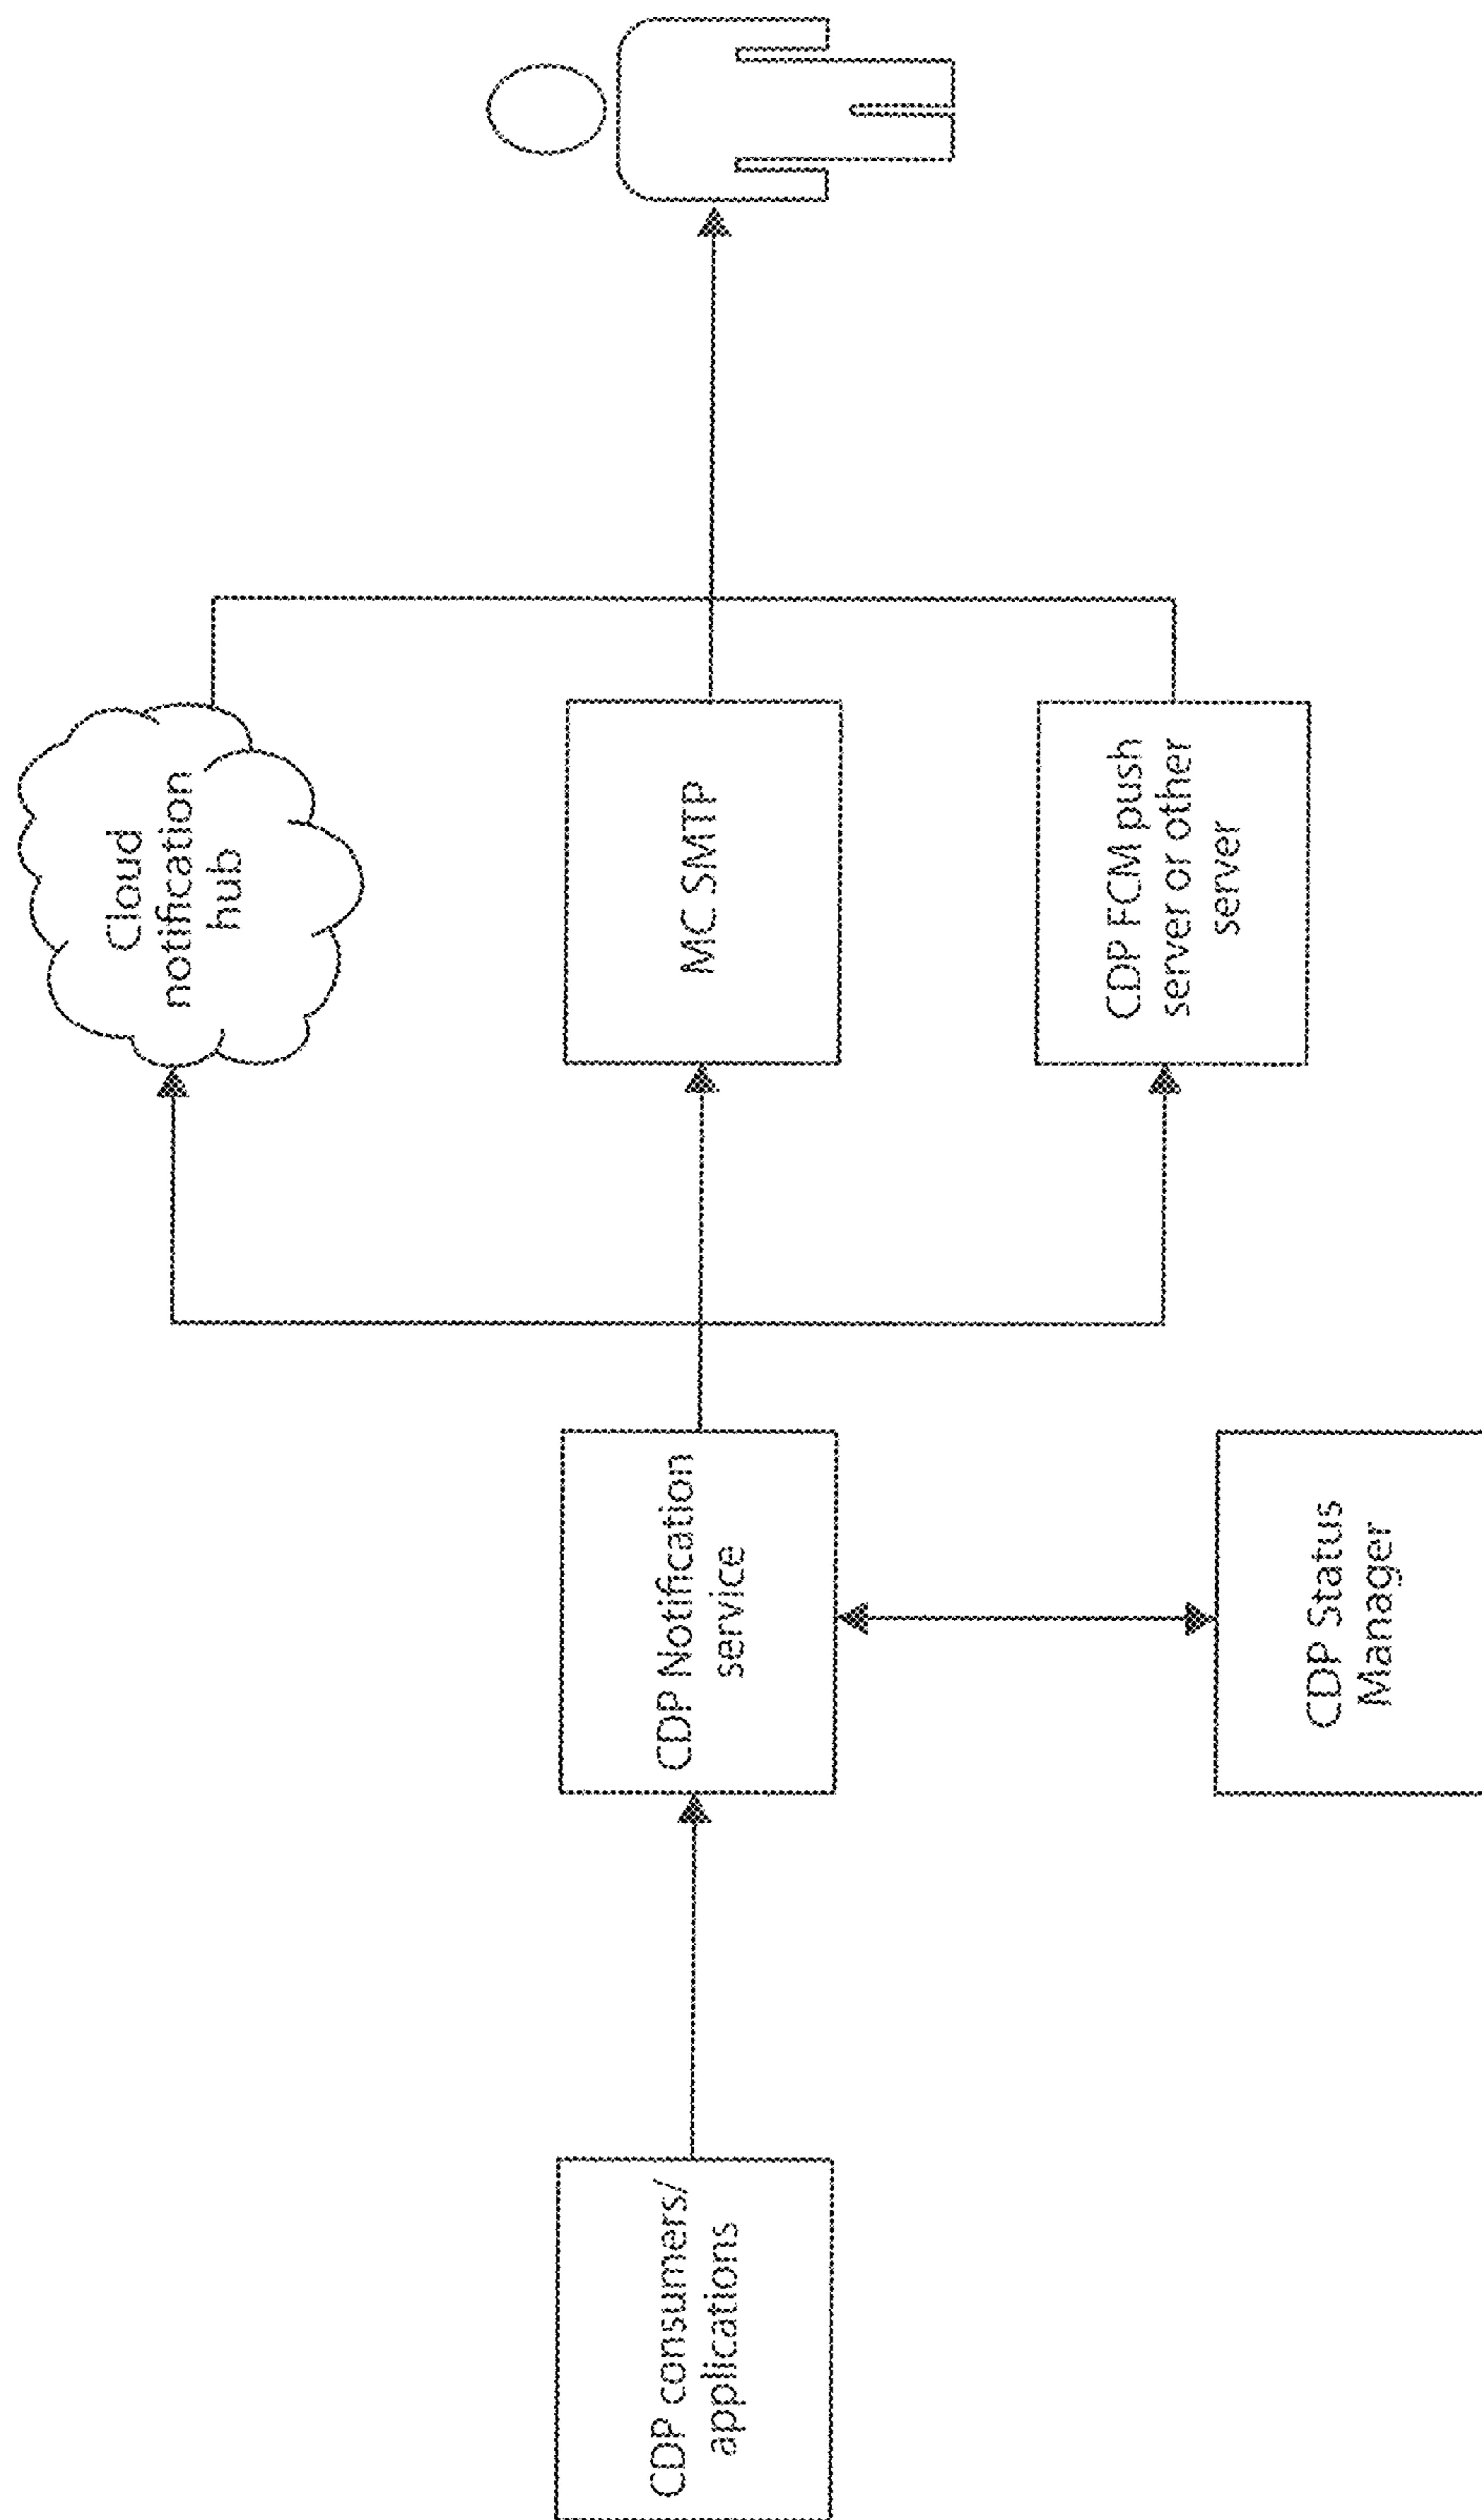 CDP consumers/
applications
CDP Notification
service
CDP Status
Manager
Cloud
notification
hub
MC SMTP
CDP FCM push
server or other
server